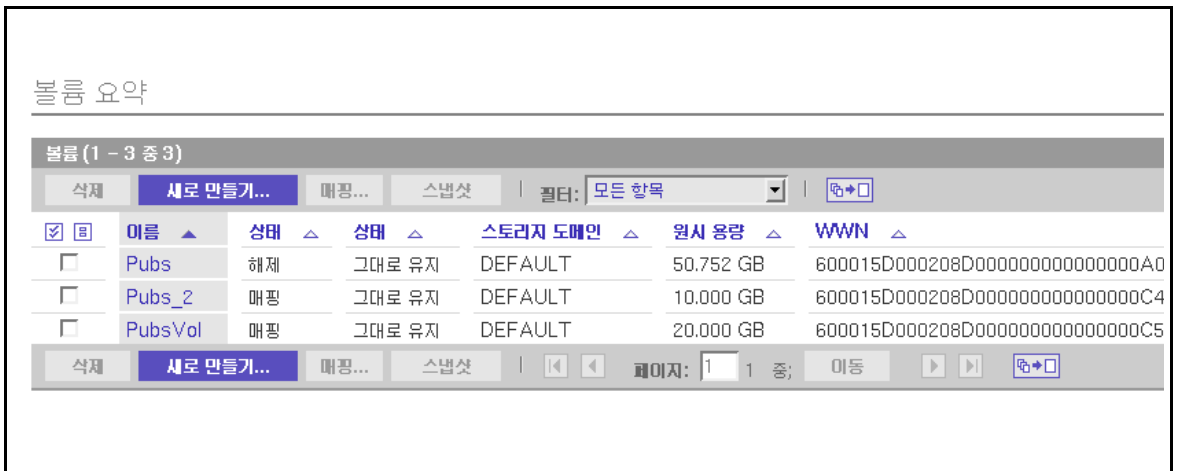 볼륨 요약
볼륨 (1 - 3 중 3)
삭제 새로 만들기... 매핑... 스냅샷 필터: 모든 항목
이름 상태 상태 스토리지 도메인 원시 용량 WWN
Pubs 해제 그대로 유지 DEFAULT 50.752 GB 600015D000208D000000000000000A0
Pubs_2 매핑 그대로 유지 DEFAULT 10.000 GB 600015D000208D000000000000000C4
PubsVol 매핑 그대로 유지 DEFAULT 20.000 GB 600015D000208D000000000000000C5
삭제 새로 만들기... 매핑... 스냅샷 페이지: 1 1 중; 이동